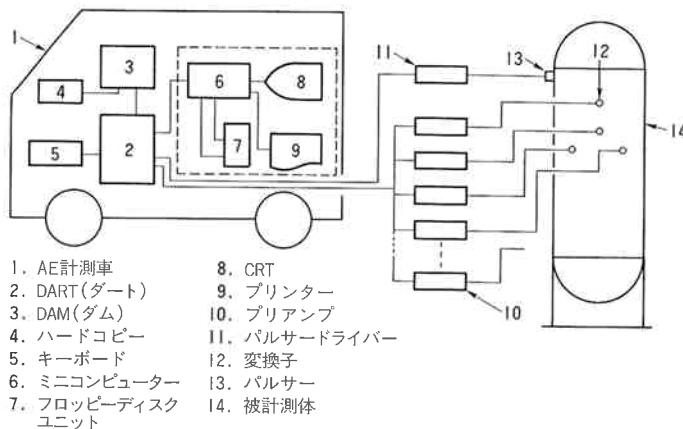 1
3
4
5
2
6
8
7
9
11
13
12
14
10
1. AE計測車
2. DART(ダート)
3. DAM(ダム)
4. ハードコピー
5. キーボード
6. ミニコンピューター
7. フロッピーディスク
ユニット
8. CRT
9. プリンター
10. プリアンプ
11. パルサードライバー
12. 変換子
13. パルサー
14. 被計測体